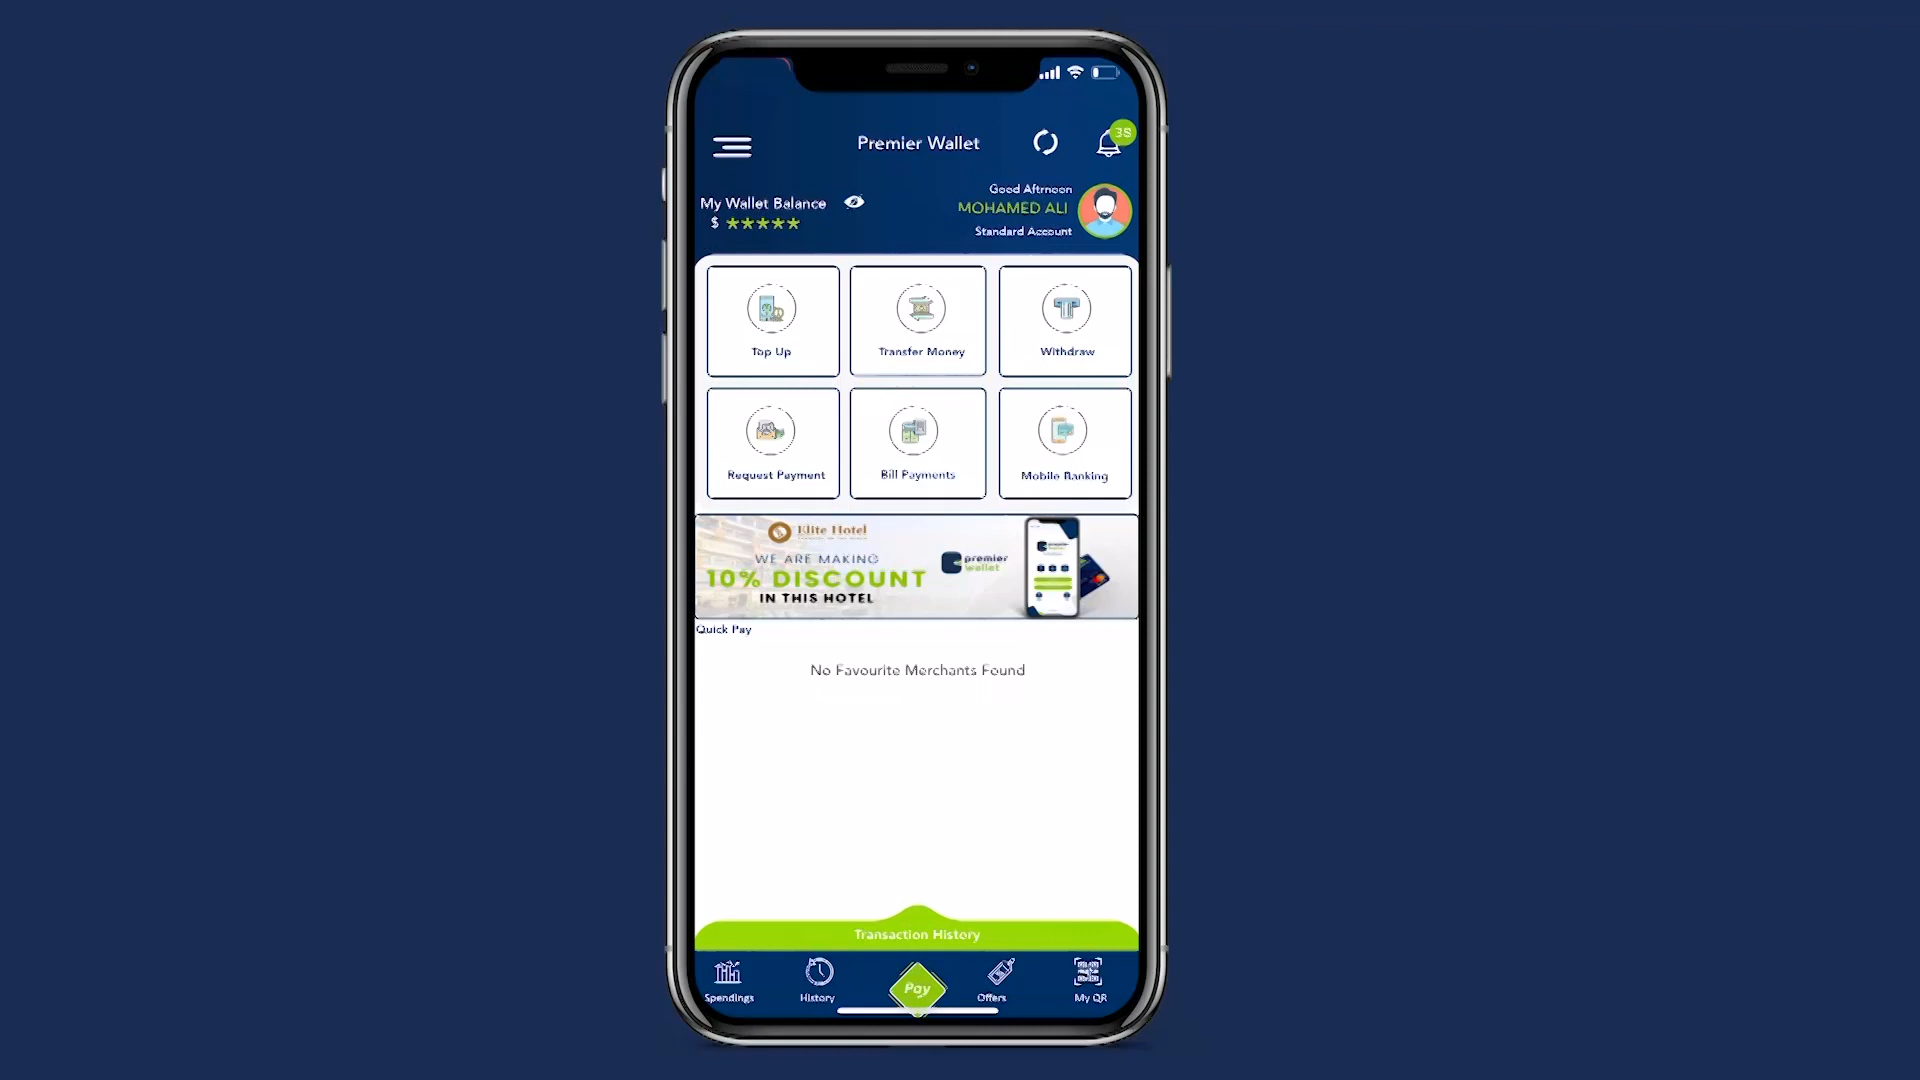 Premier Wallet
38
My Wallet Balance
$ ★★★★★
Good Aftrnoon
MOHAMED ALI
Standard Account
Top Up
Transfer Money
Withdraw
Request Payment
Bill Payments
Mobile Banking
Elite Hotel
WE ARE MAKING
10% DISCOUNT
IN THIS HOTEL
premier
wallet
Quick Pay
No Favourite Merchants Found
Transaction History
Spendings
History
Pay
Offers
My QR